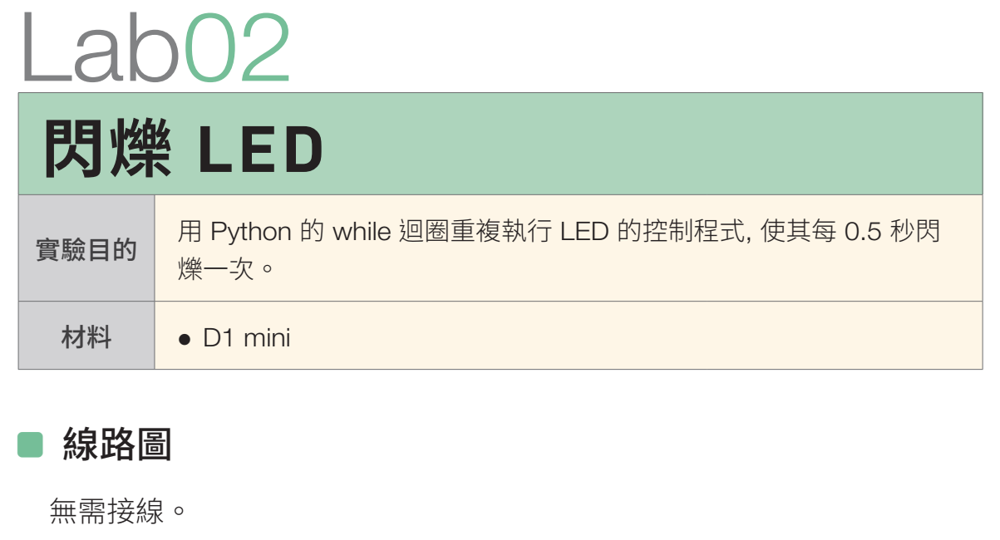 Lab02
閃爍 LED
實驗目的
用 Python 的 while 迴圈重複執行 LED 的控制程式, 使其每 0.5 秒閃
爍一次。
材料
● D1 mini
線路圖
無需接線。